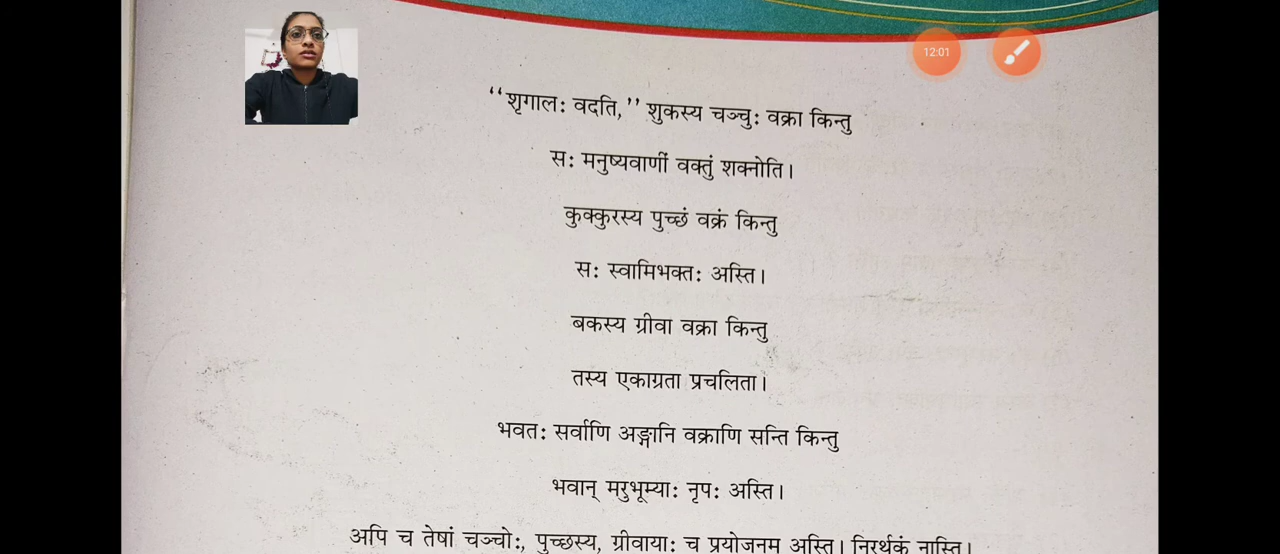 12:01
‘‘शृगालः वदति,’’ शुकस्य चञ्चुः वक्रा किन्तु
सः मनुष्यवाणीं वक्तुं शक्नोति।
कुक्कुरस्य पुच्छं वक्रं किन्तु
सः स्वामिभक्तः अस्ति।
बकस्य ग्रीवा वक्रा किन्तु
तस्य एकाग्रता प्रचलिता।
भवतः सर्वाणि अङ्गानि वक्राणि सन्ति किन्तु
भवान् मरुभूम्याः नृपः अस्ति।
अपि च तेषां चञ्चोः, पुच्छस्य, ग्रीवायाः च प्रयोजनम् अस्ति। निरर्थकं नास्ति।